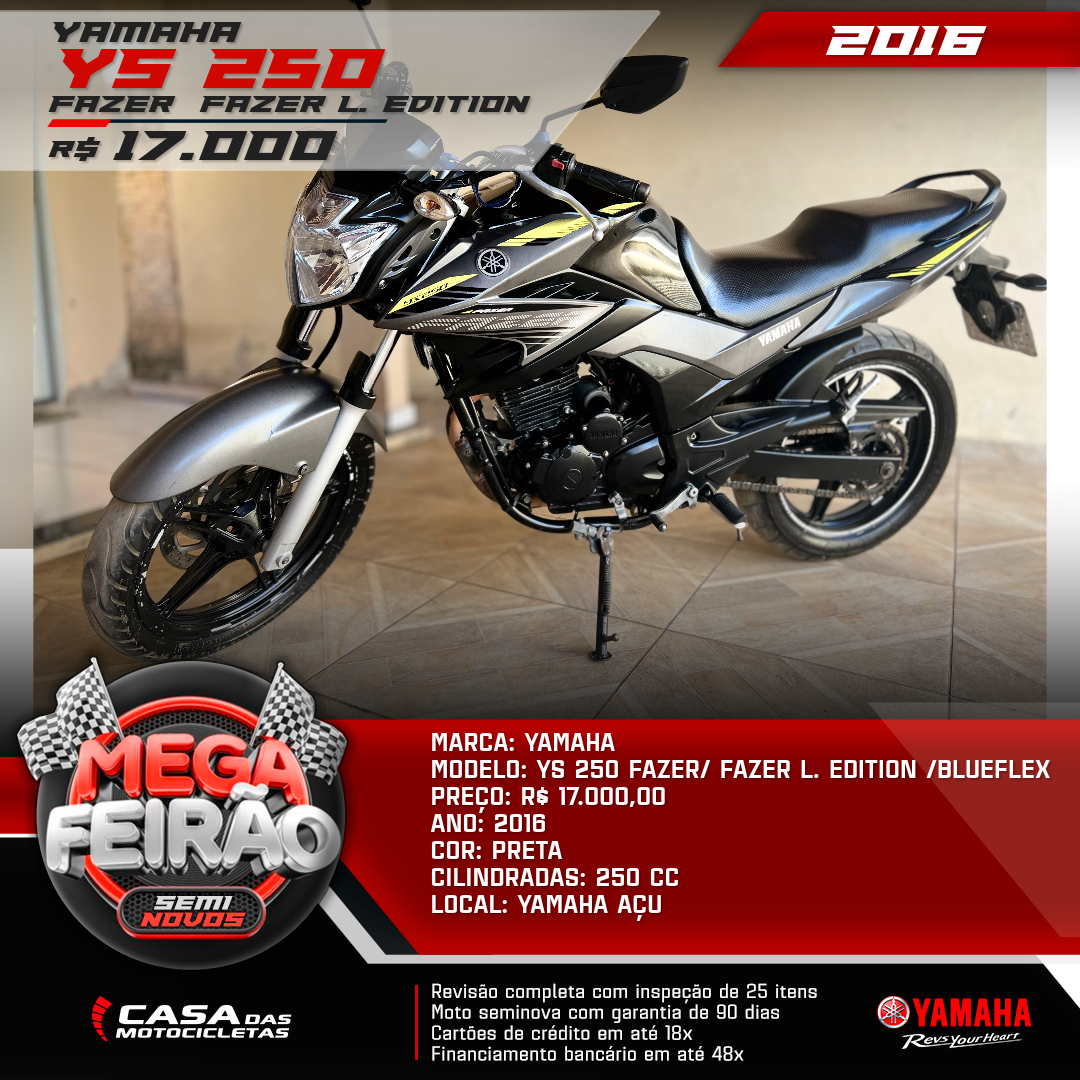 YAMAHA
YS 250
FAZER FAZER L. EDITION
R$ 17.000
2016
YS250
FAZER
YAMAHA
YAMAHA
MEGA
FEIRÃO
SEMI
NOVOS
MARCA: YAMAHA
MODELO: YS 250 FAZER/ FAZER L. EDITION /BLUEFLEX
PREÇO: R$ 17.000,00
ANO: 2016
COR: PRETA
CILINDRADAS: 250 CC
LOCAL: YAMAHA AÇU
CASA DAS
MOTOCICLETAS
Revisão completa com inspeção de 25 itens
Moto seminova com garantia de 90 dias
Cartões de crédito em até 18x
Financiamento bancário em até 48x
YAMAHA
Revs Your Heart